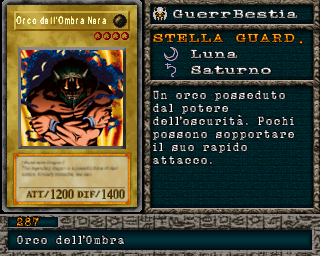 Orco dell'Ombra Nera
ATT/1200 DIF/1400
GuerrBestia
STELLA GUARD.
Luna
Saturno
Un orco posseduto
dal potere
dell'oscurità. Pochi
possono sopportare
il suo rapido
attacco.
287
Orco dell'Ombra